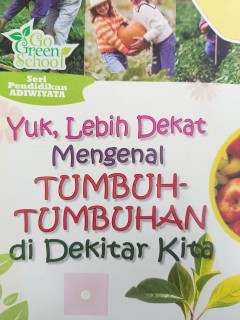 Go
Green
School
Seri
Pendidikan
ADIWIYATA
Yuk, Lebih Dekat
Mengenal
TUMBUH-
TUMBUHAN
di Dekitar Kita